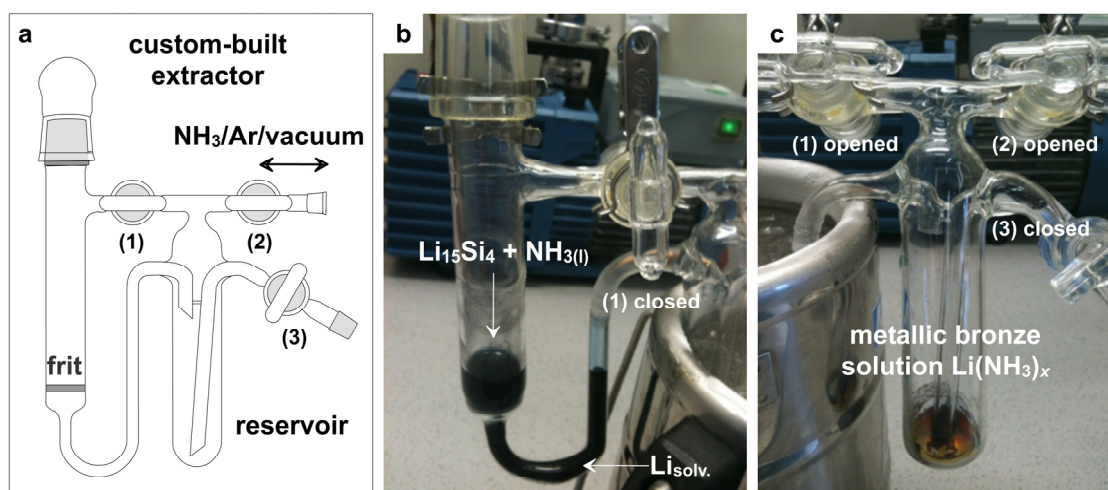 a
custom-built
extractor
NH₃/Ar/vacuum
(1)
(2)
(3)
frit
reservoir
b
Li₁₅Si₄ + NH₃₍ₗ₎
(1) closed
Liₛₒₗᵥ.
c
(1) opened
(2) opened
(3) closed
metallic bronze
solution Li(NH₃)ₓ